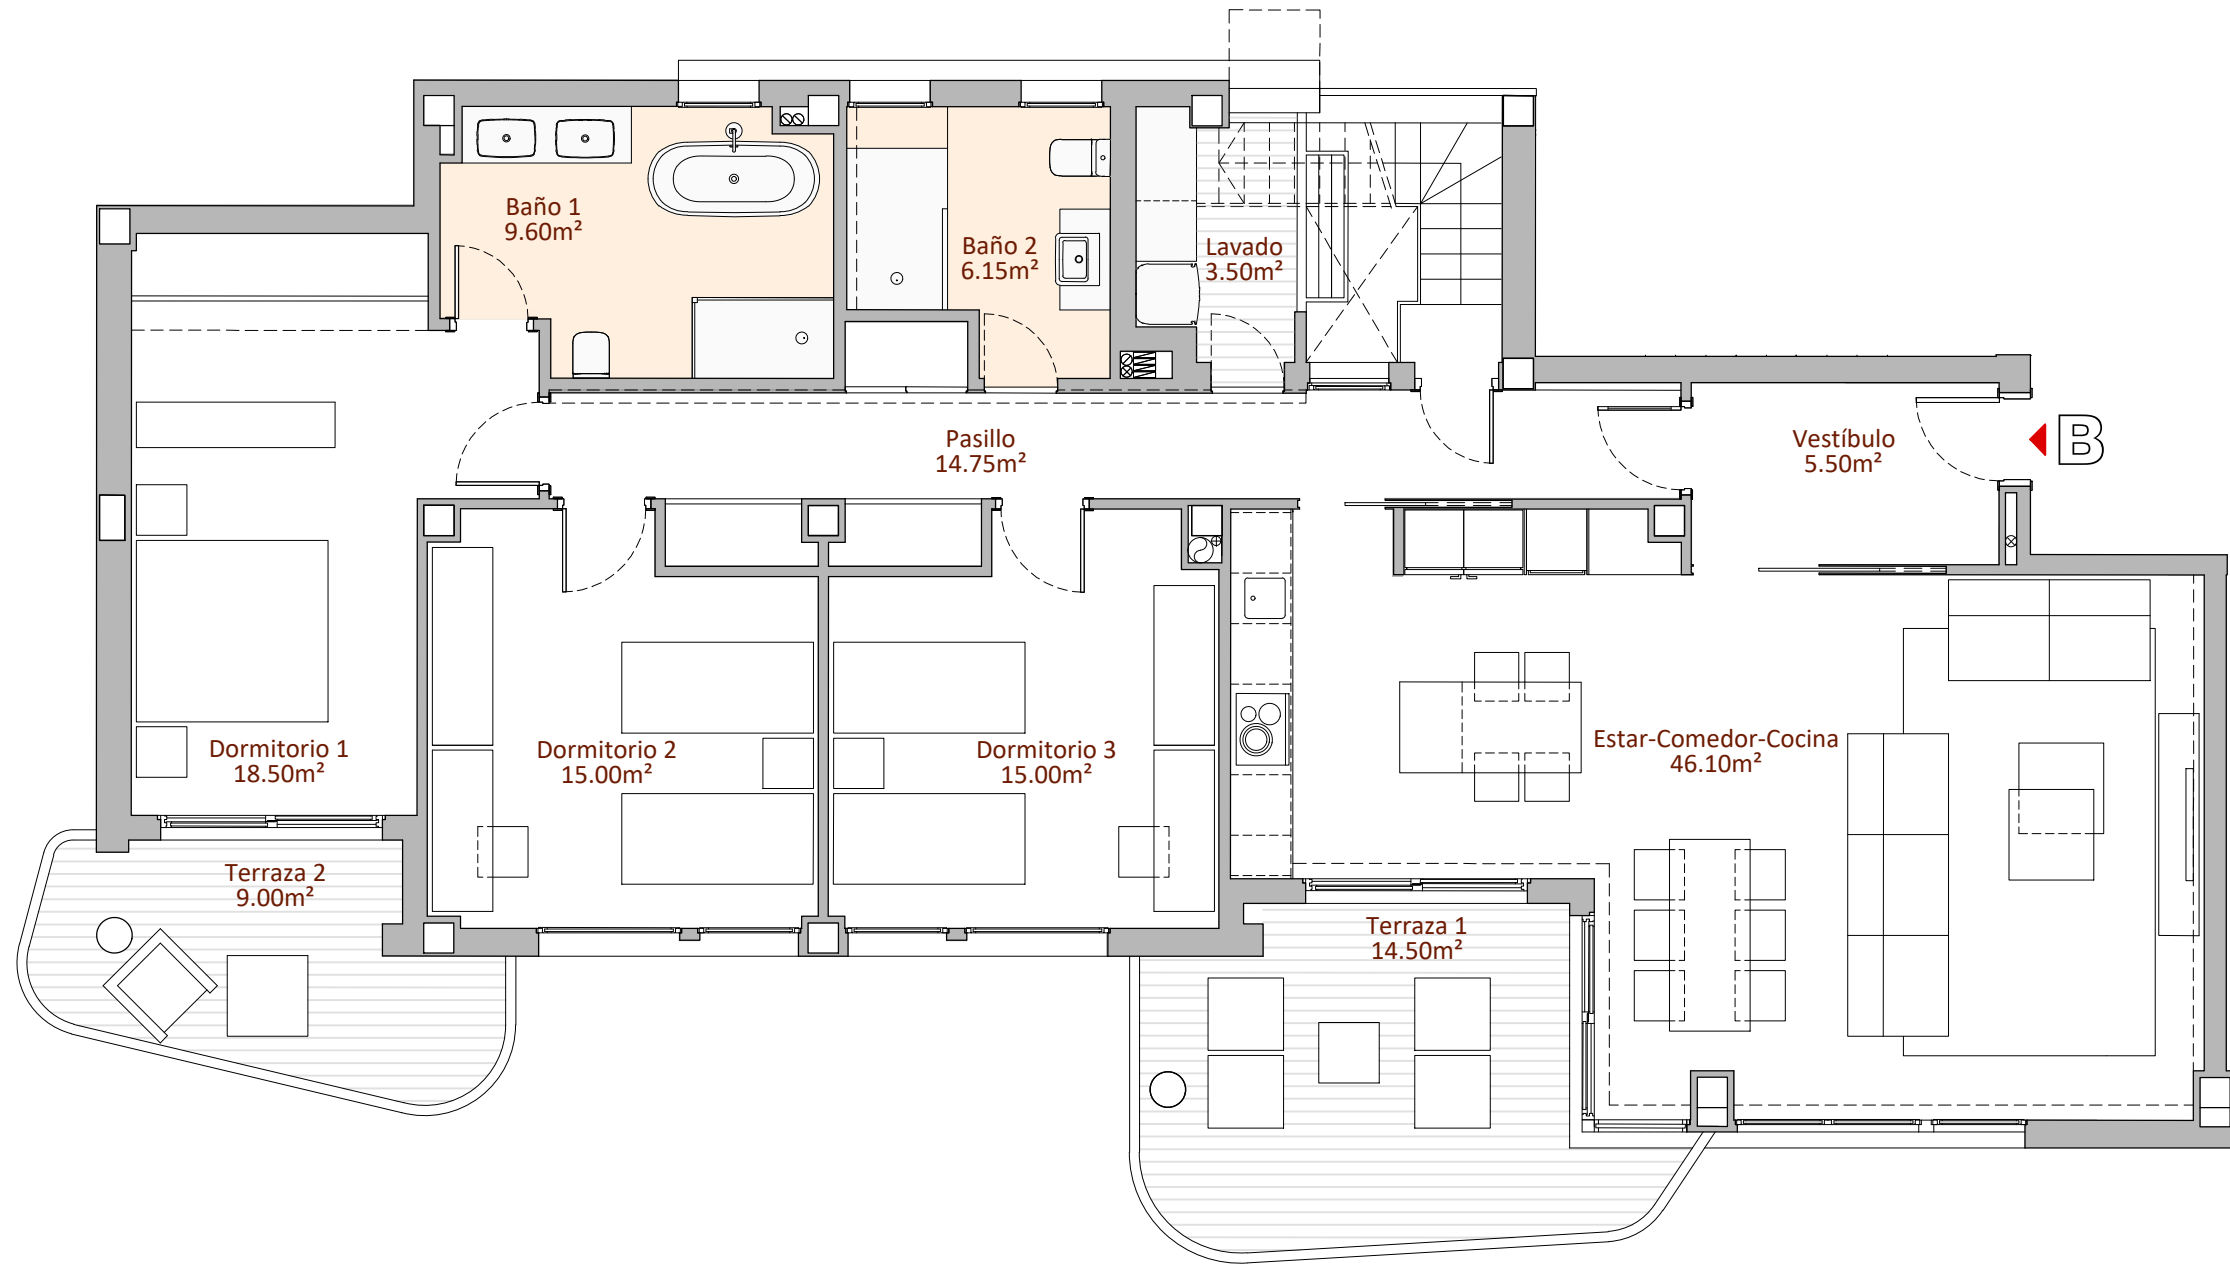 Baño 1
9.60m²
Baño 2
6.15m²
Lavado
3.50m²
Pasillo
14.75m²
Vestíbulo
5.50m²
B
Dormitorio 1
18.50m²
Dormitorio 2
15.00m²
Dormitorio 3
15.00m²
Estar-Comedor-Cocina
46.10m²
Terraza 2
9.00m²
Terraza 1
14.50m²